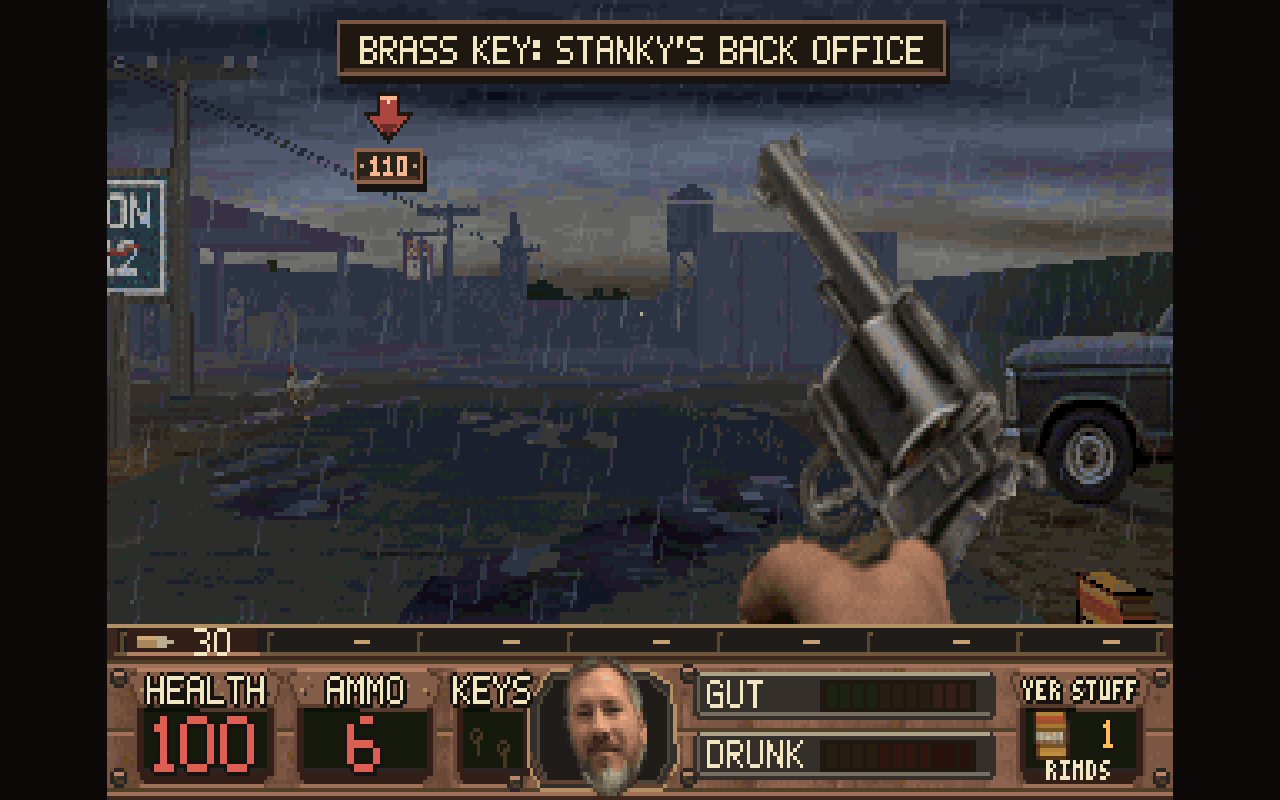 BRASS KEY: STANKY'S BACK OFFICE
·110·
ON
12
30
HEALTH
100
AMMO
6
KEYS
GUT
DRUNK
YER STUFF
1
RINDS